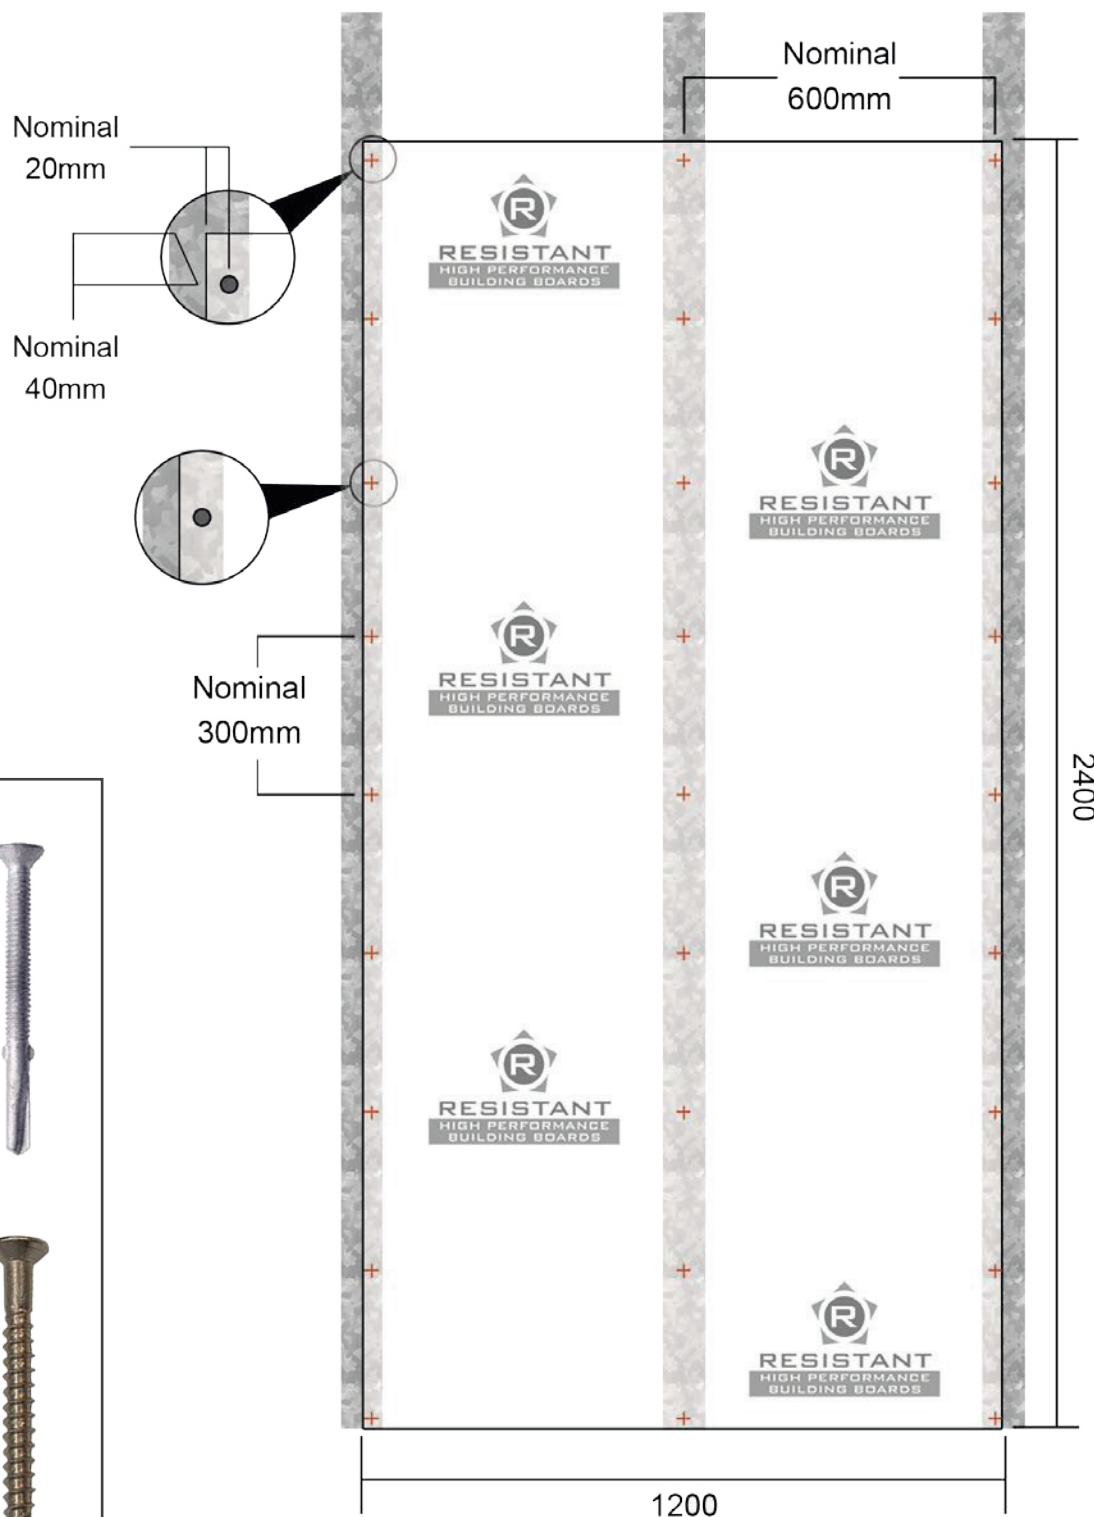 Nominal
600mm
Nominal
20mm
Nominal
40mm
R
RESISTANT
HIGH PERFORMANCE
BUILDING BOARDS
R
RESISTANT
HIGH PERFORMANCE
BUILDING BOARDS
R
RESISTANT
HIGH PERFORMANCE
BUILDING BOARDS
Nominal
300mm
2400
R
RESISTANT
HIGH PERFORMANCE
BUILDING BOARDS
R
RESISTANT
HIGH PERFORMANCE
BUILDING BOARDS
R
RESISTANT
HIGH PERFORMANCE
BUILDING BOARDS
1200